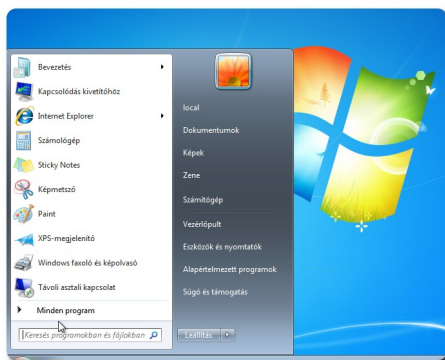 Bevezetés
Kapcsolódás kivetítőhöz
Internet Explorer
Számológép
Sticky Notes
Képmetsző
Paint
XPS-megjelenítő
Windows faxoló és képolvasó
Távoli asztali kapcsolat
Minden program
Keresés programokban és fájlokban
local
Dokumentumok
Képek
Zene
Számítógép
Vezérlőpult
Eszközök és nyomtatók
Alapértelmezett programok
Súgó és támogatás
Leállítás